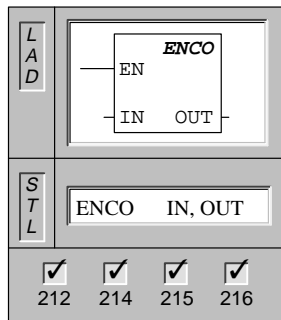 L
A
D
ENCO
EN
IN OUT
S
T
L
ENCO IN, OUT
212 214 215 216